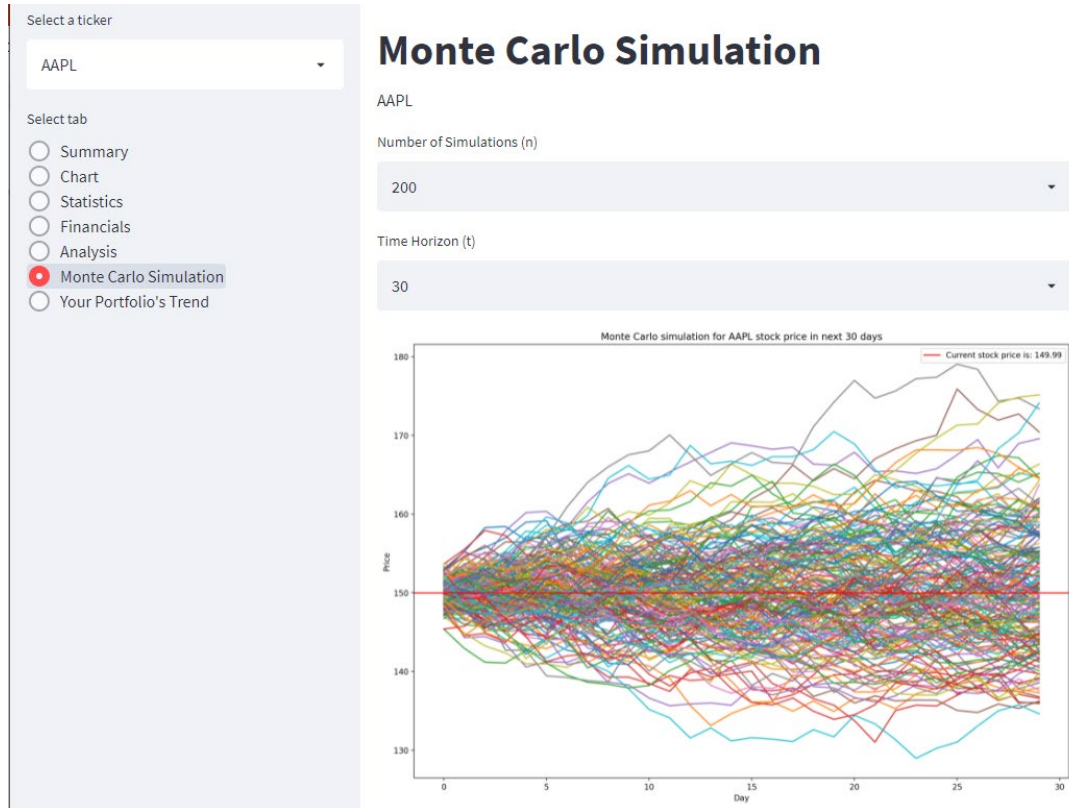 Select a ticker
AAPL
Select tab
Summary
Chart
Statistics
Financials
Analysis
Monte Carlo Simulation
Your Portfolio's Trend
Monte Carlo Simulation
AAPL
Number of Simulations (n)
200
Time Horizon (t)
30
Monte Carlo simulation for AAPL stock price in next 30 days
Current stock price is: 149.99
180
170
160
150
140
130
Price
0 5 10 15 20 25 30
Day